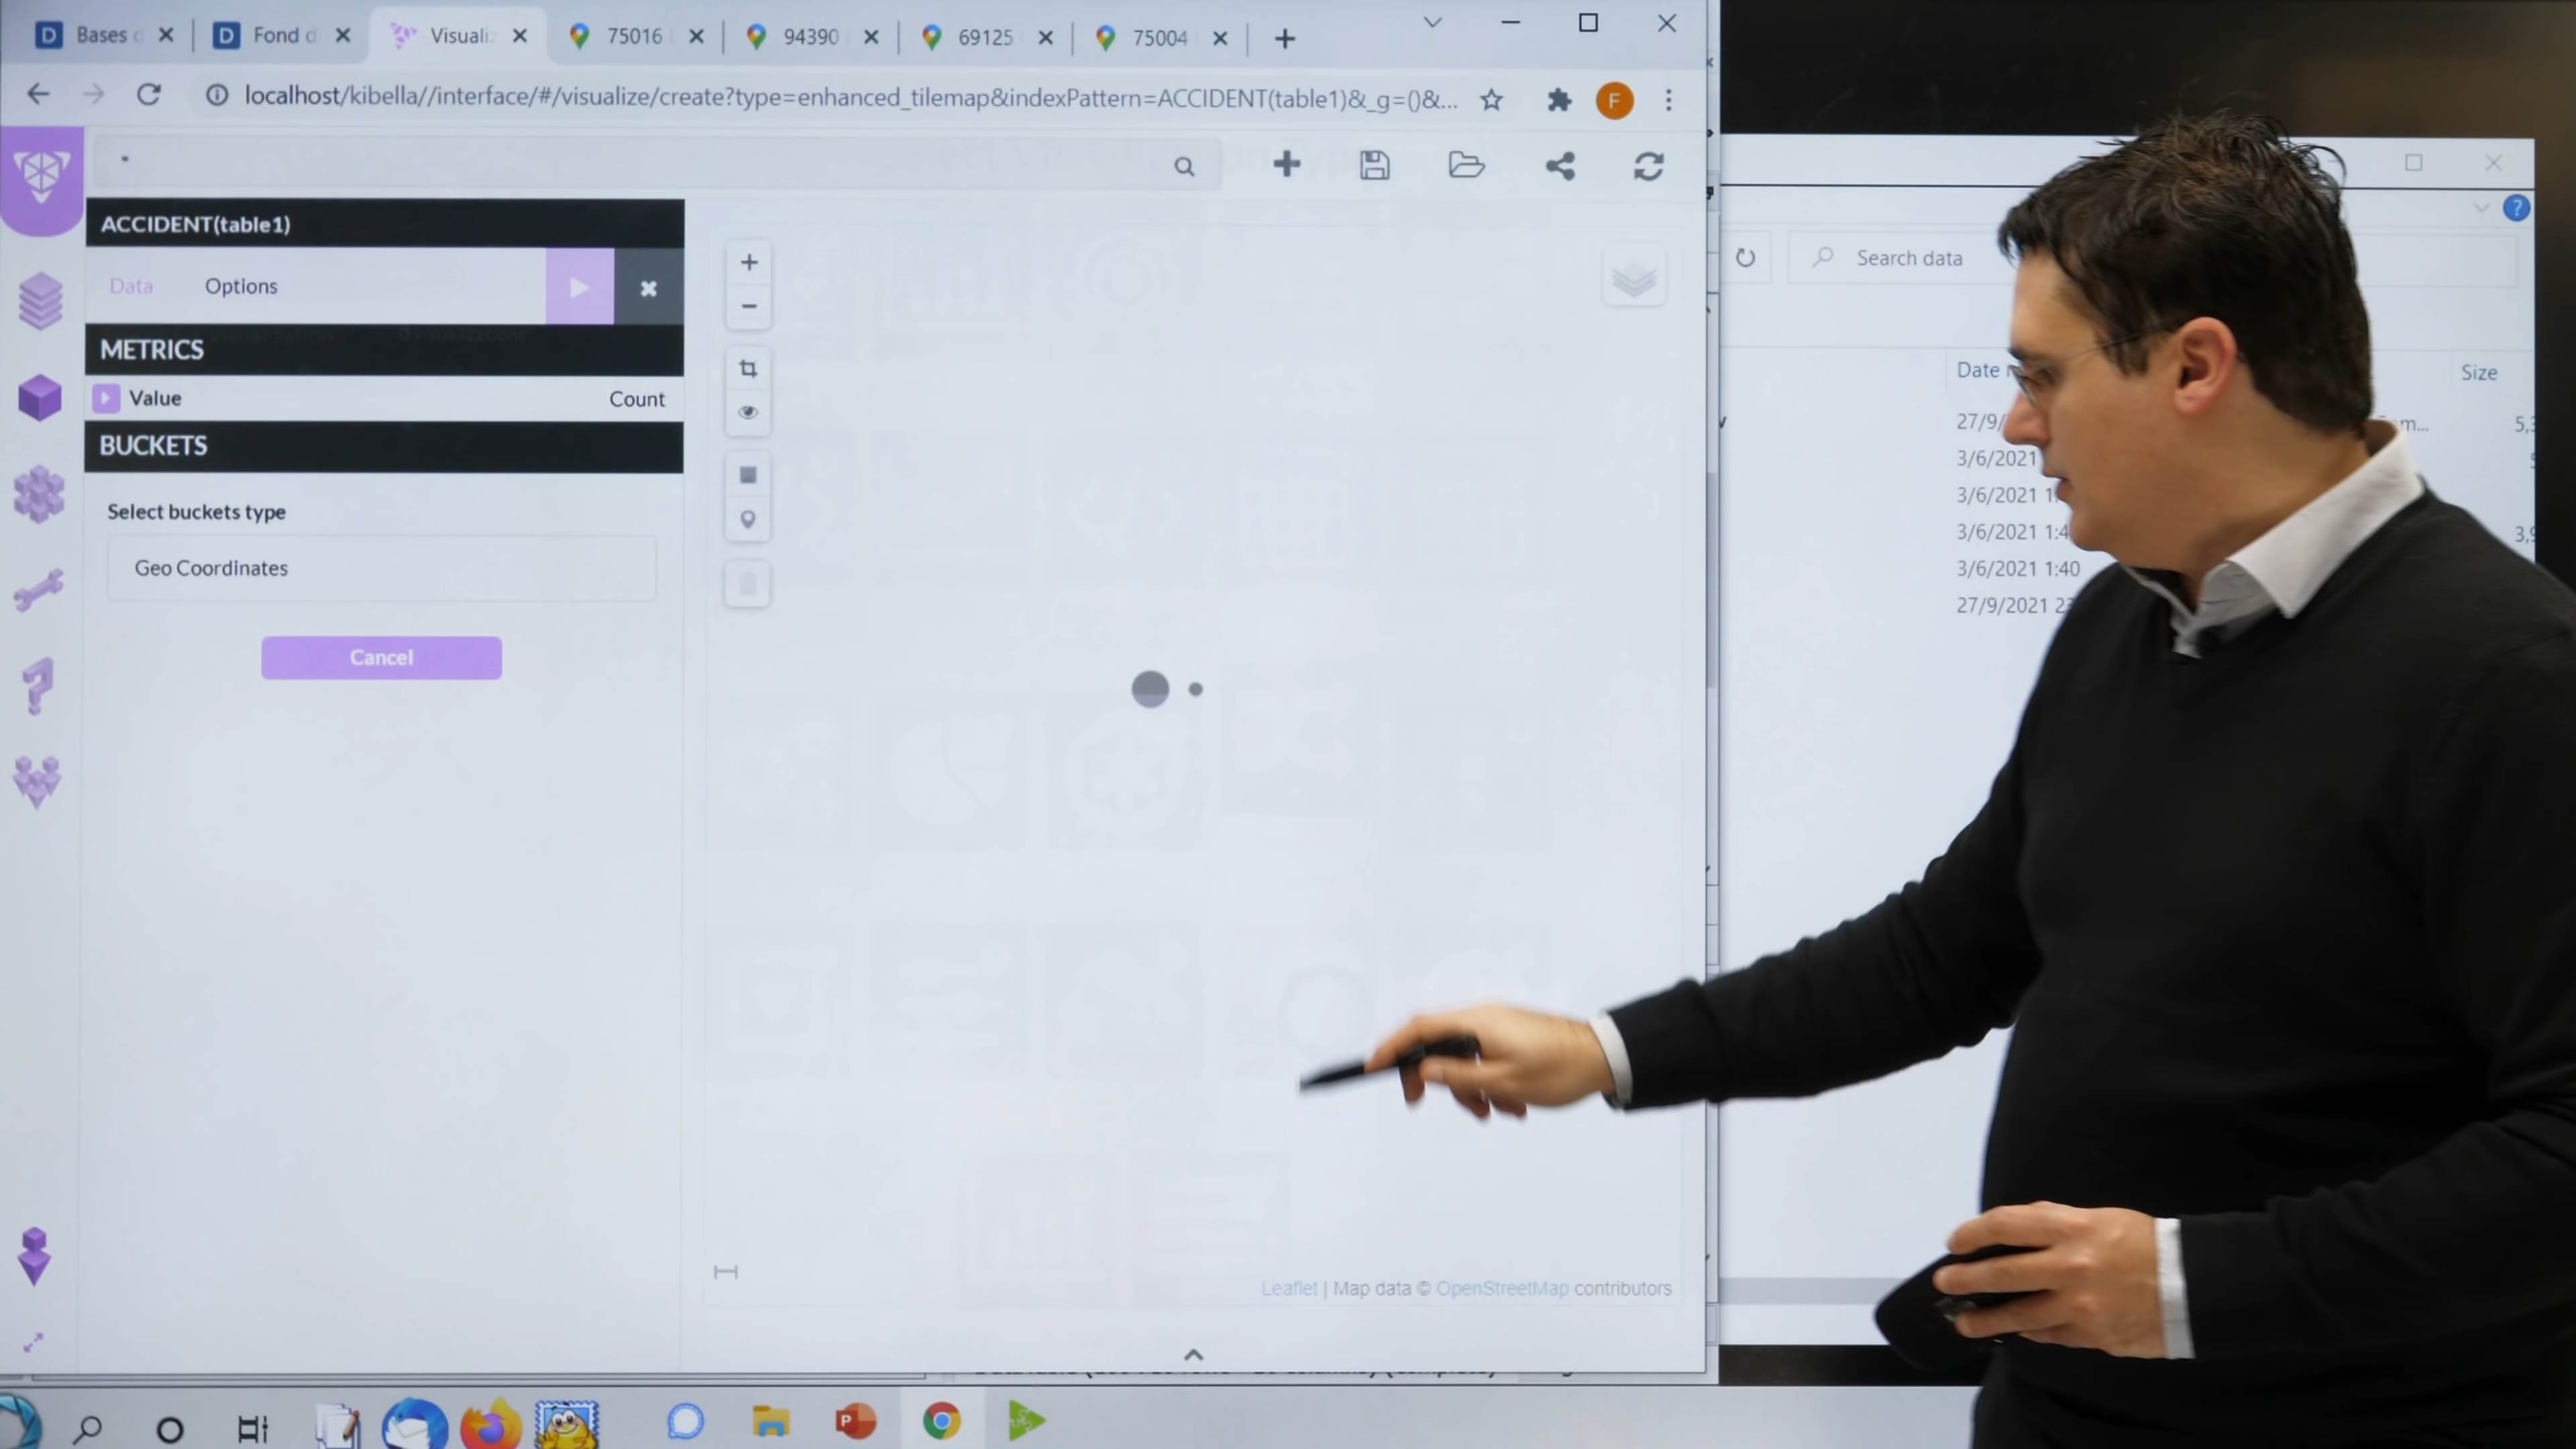 Bases d
Fond d
Visualiz
75016
94390
69125
75004
localhost/kibella//interface/#/visualize/create?type=enhanced_tilemap&indexPattern=ACCIDENT(table1)&_g=()&...
F
*
ACCIDENT(table1)
Data Options
METRICS
Value Count
BUCKETS
Select buckets type
Geo Coordinates
Cancel
Leaflet | Map data © OpenStreetMap contributors
Search data
Date
Size
27/9/
3/6/2021
3/6/2021 1:
3/6/2021 1:4
3/6/2021 1:40
27/9/2021